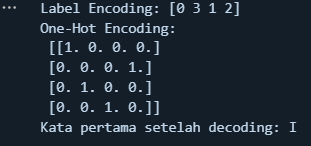 ... Label Encoding: [0 3 1 2]
One-Hot Encoding:
[[1. 0. 0. 0.]
[0. 0. 0. 1.]
[0. 1. 0. 0.]
[0. 0. 1. 0.]]
Kata pertama setelah decoding: I